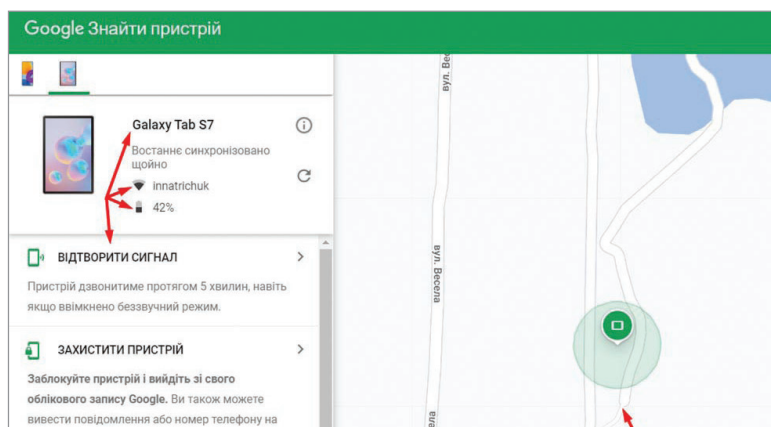 Google Знайти пристрій
Galaxy Tab S7
Востаннє синхронізовано
щойно
innatrichuk
42%
ВІДТВОРИТИ СИГНАЛ
Пристрій дзвонитиме протягом 5 хвилин, навіть
якщо ввімкнено беззвучний режим.
ЗАХИСТИТИ ПРИСТРІЙ
Заблокуйте пристрій і вийдіть зі свого
облікового запису Google. Ви також можете
вивести повідомлення або номер телефону на
вул. Вес
вул. Весела
ела